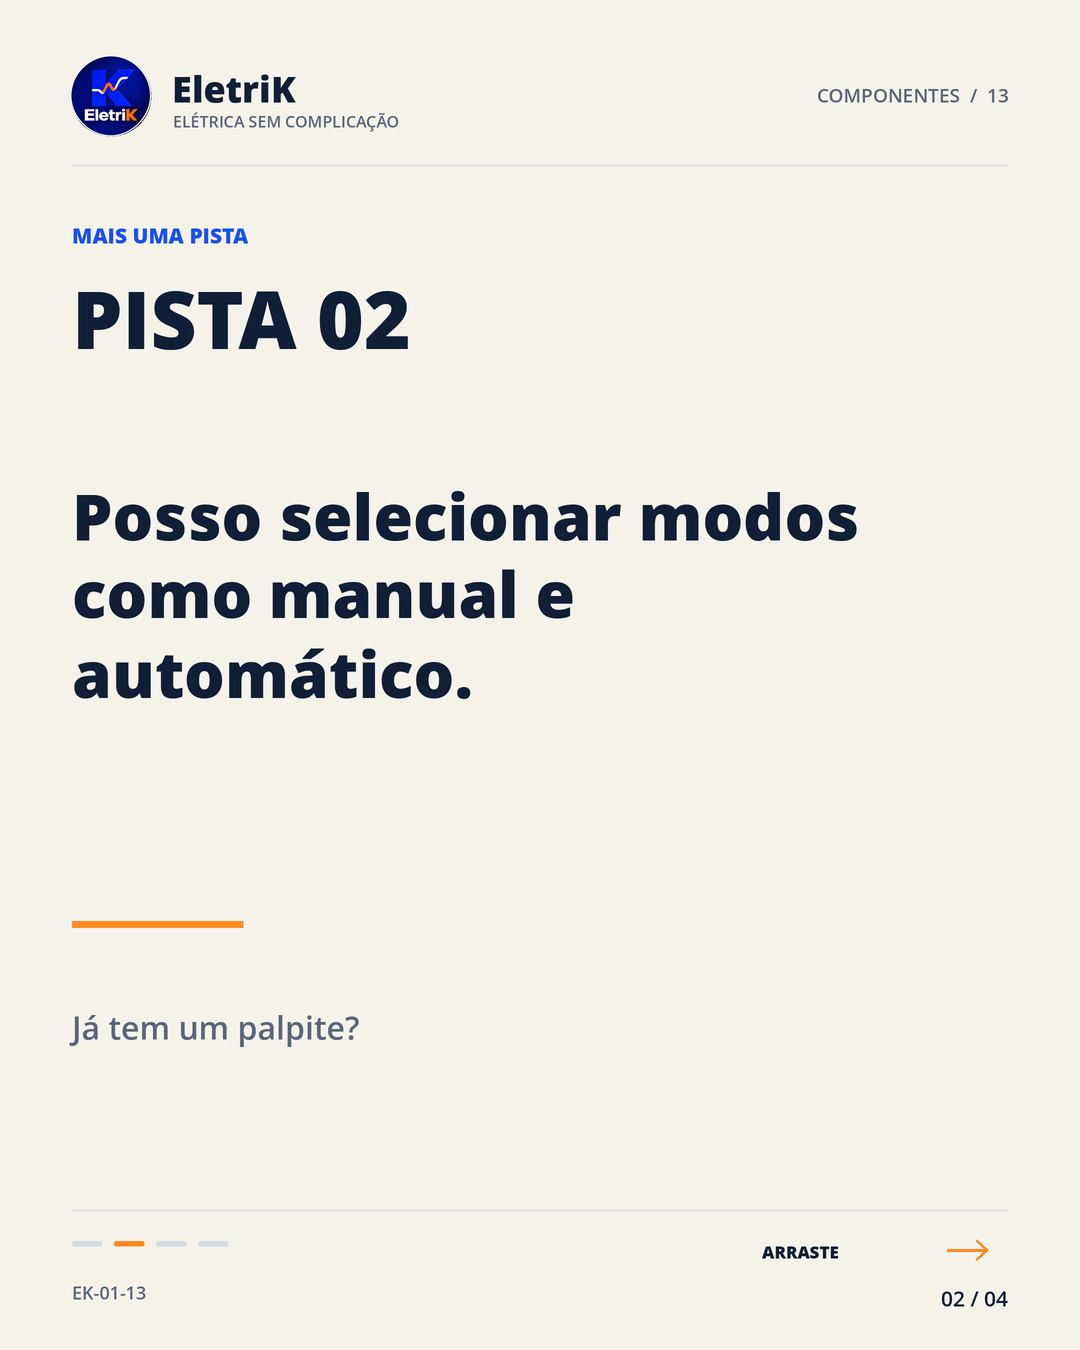 EletriK
EletriK
ELÉTRICA SEM COMPLICAÇÃO
COMPONENTES / 13
MAIS UMA PISTA
PISTA 02
Posso selecionar modos
como manual e
automático.
Já tem um palpite?
ARRASTE
EK-01-13
02 / 04